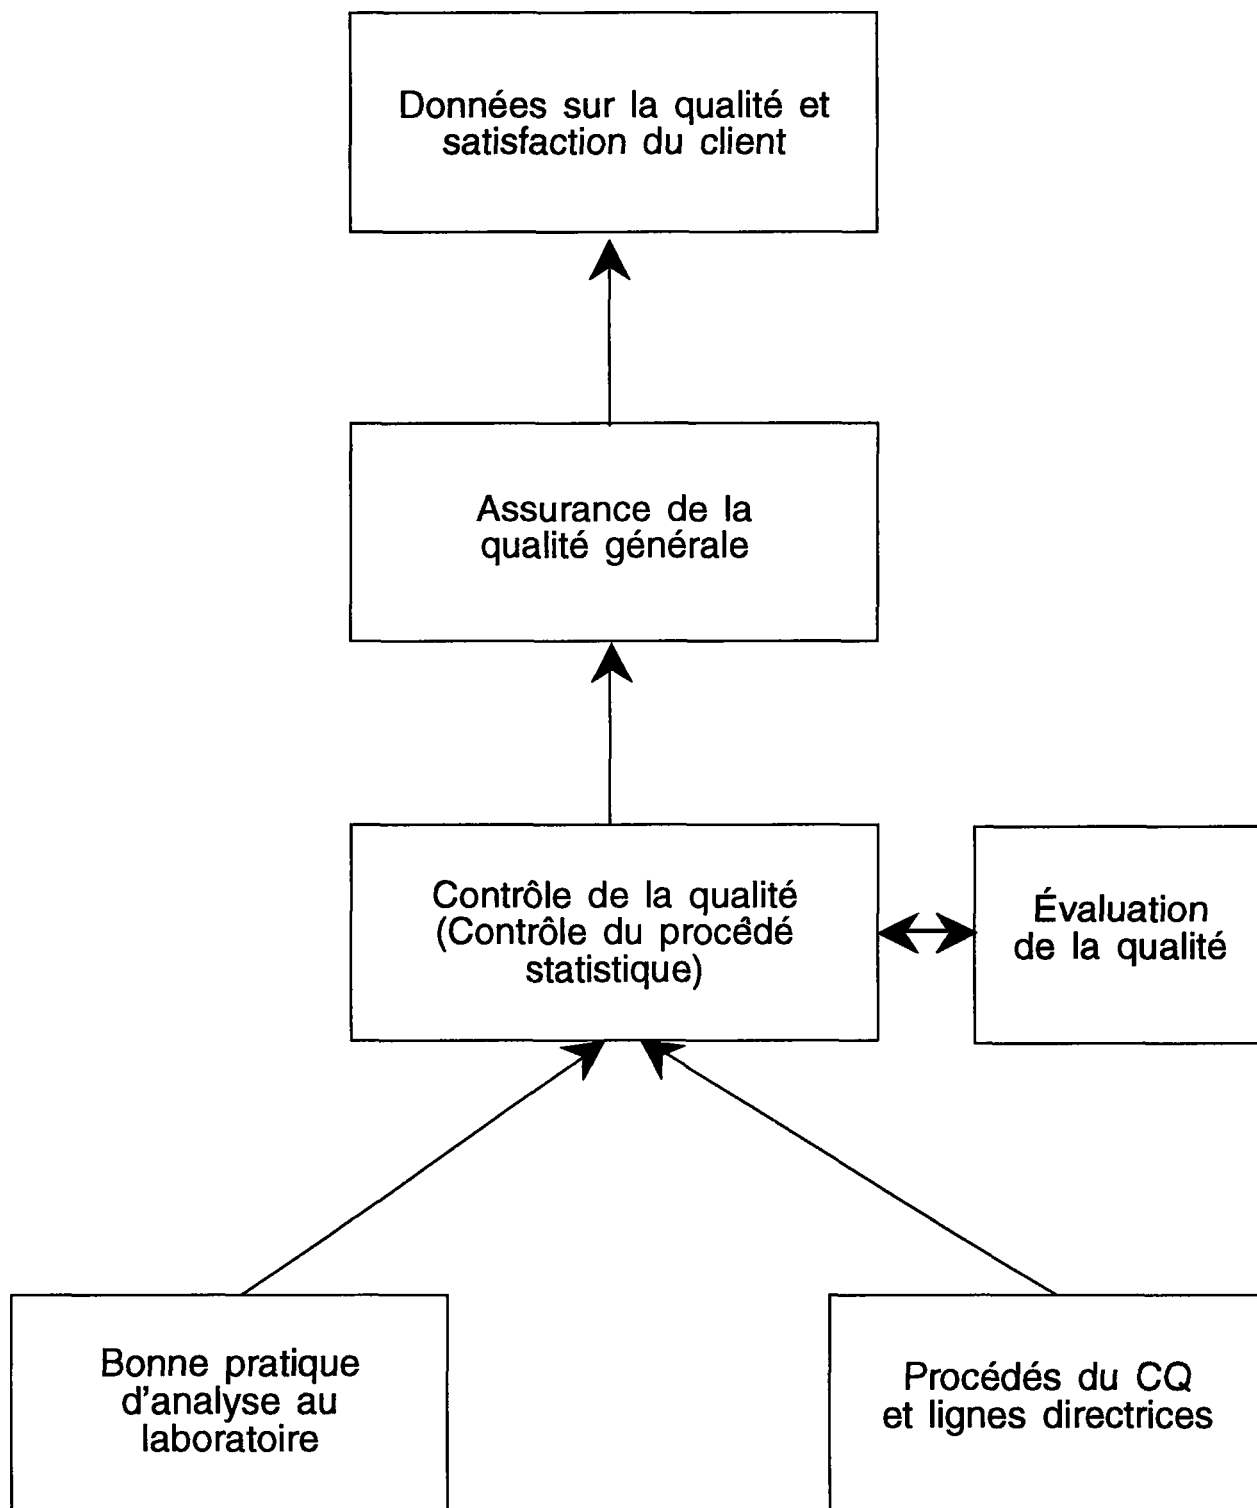 Données sur la qualité et
satisfaction du client
Assurance de la
qualité générale
Contrôle de la qualité
(Contrôle du procédé
statistique)
Évaluation
de la qualité
Bonne pratique
d'analyse au
laboratoire
Procédés du CQ
et lignes directrices